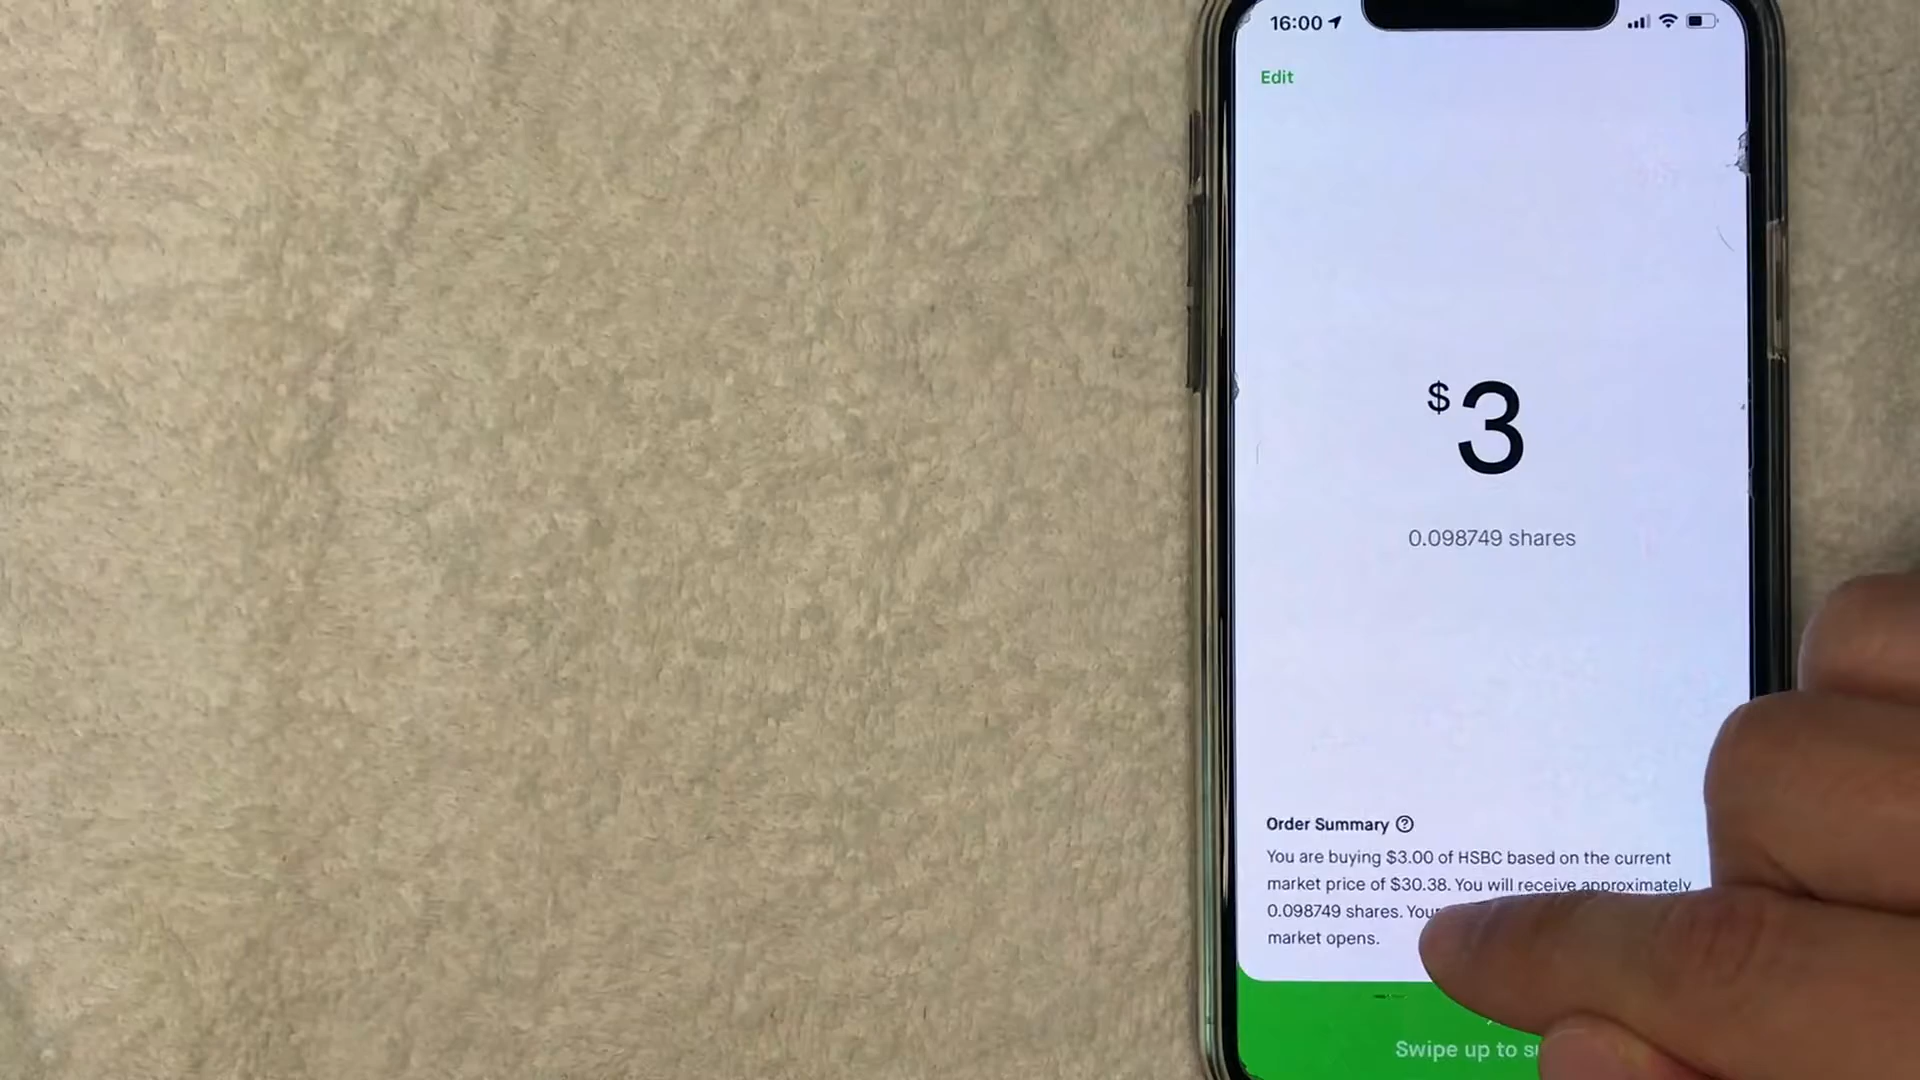 16:00
Edit
$3
0.098749 shares
Order Summary
You are buying $3.00 of HSBC based on the current
market price of $30.38. You will receive approximately
0.098749 shares. Your
market opens.
Swipe up to